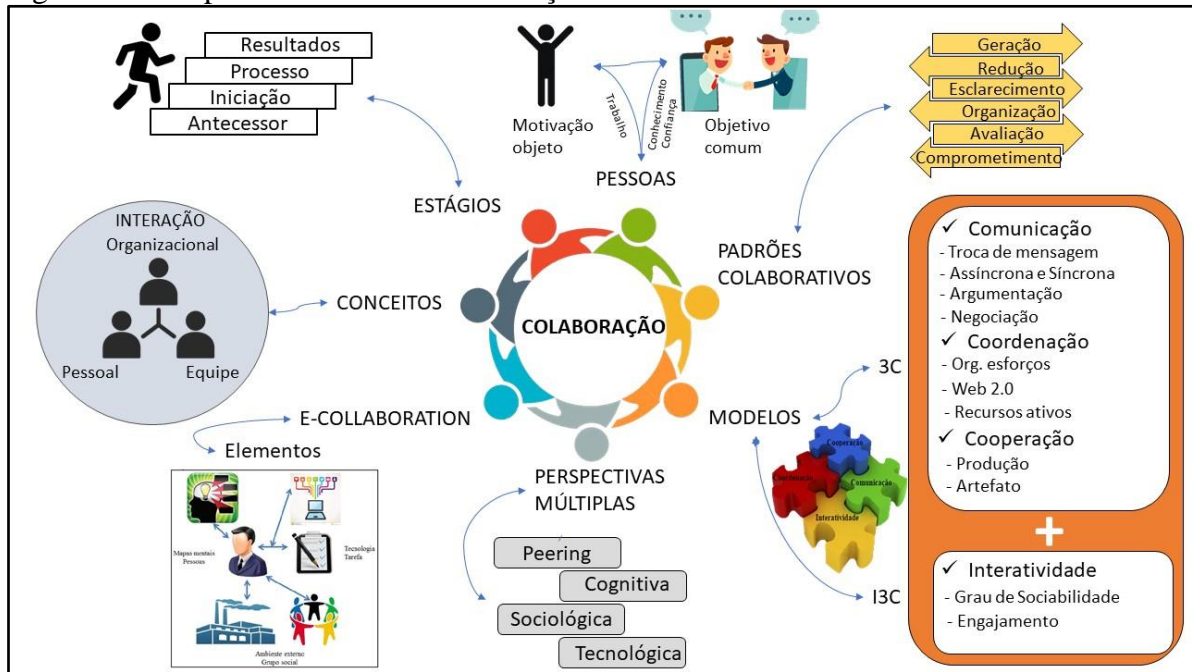 Resultados
Processo
Iniciação
Antecessor
Motivação
objeto
Trabalho
Conhecimento
Confiança
Objetivo
comum
PESSOAS
Geração
Redução
Esclarecimento
Organização
Avaliação
Comprometimento
ESTÁGIOS
INTERAÇÃO
Organizacional
Pessoal
Equipe
CONCEITOS
COLABORAÇÃO
PADRÕES
COLABORATIVOS
E-COLLABORATION
Elementos
Mapas mentais
Pessoas
Tecnologia
Tarefa
Ambiente externo
Grupo social
PERSPECTIVAS
MÚLTIPLAS
Peering
Cognitiva
Sociológica
Tecnológica
MODELOS
3C
Cooperação
Coordenação
Comunicação
Interatividade
I3C
✓ Comunicação
- Troca de mensagem
- Assíncrona e Síncrona
- Argumentação
- Negociação
✓ Coordenação
- Org. esforços
- Web 2.0
- Recursos ativos
✓ Cooperação
- Produção
- Artefato
+
✓ Interatividade
- Grau de Sociabilidade
- Engajamento